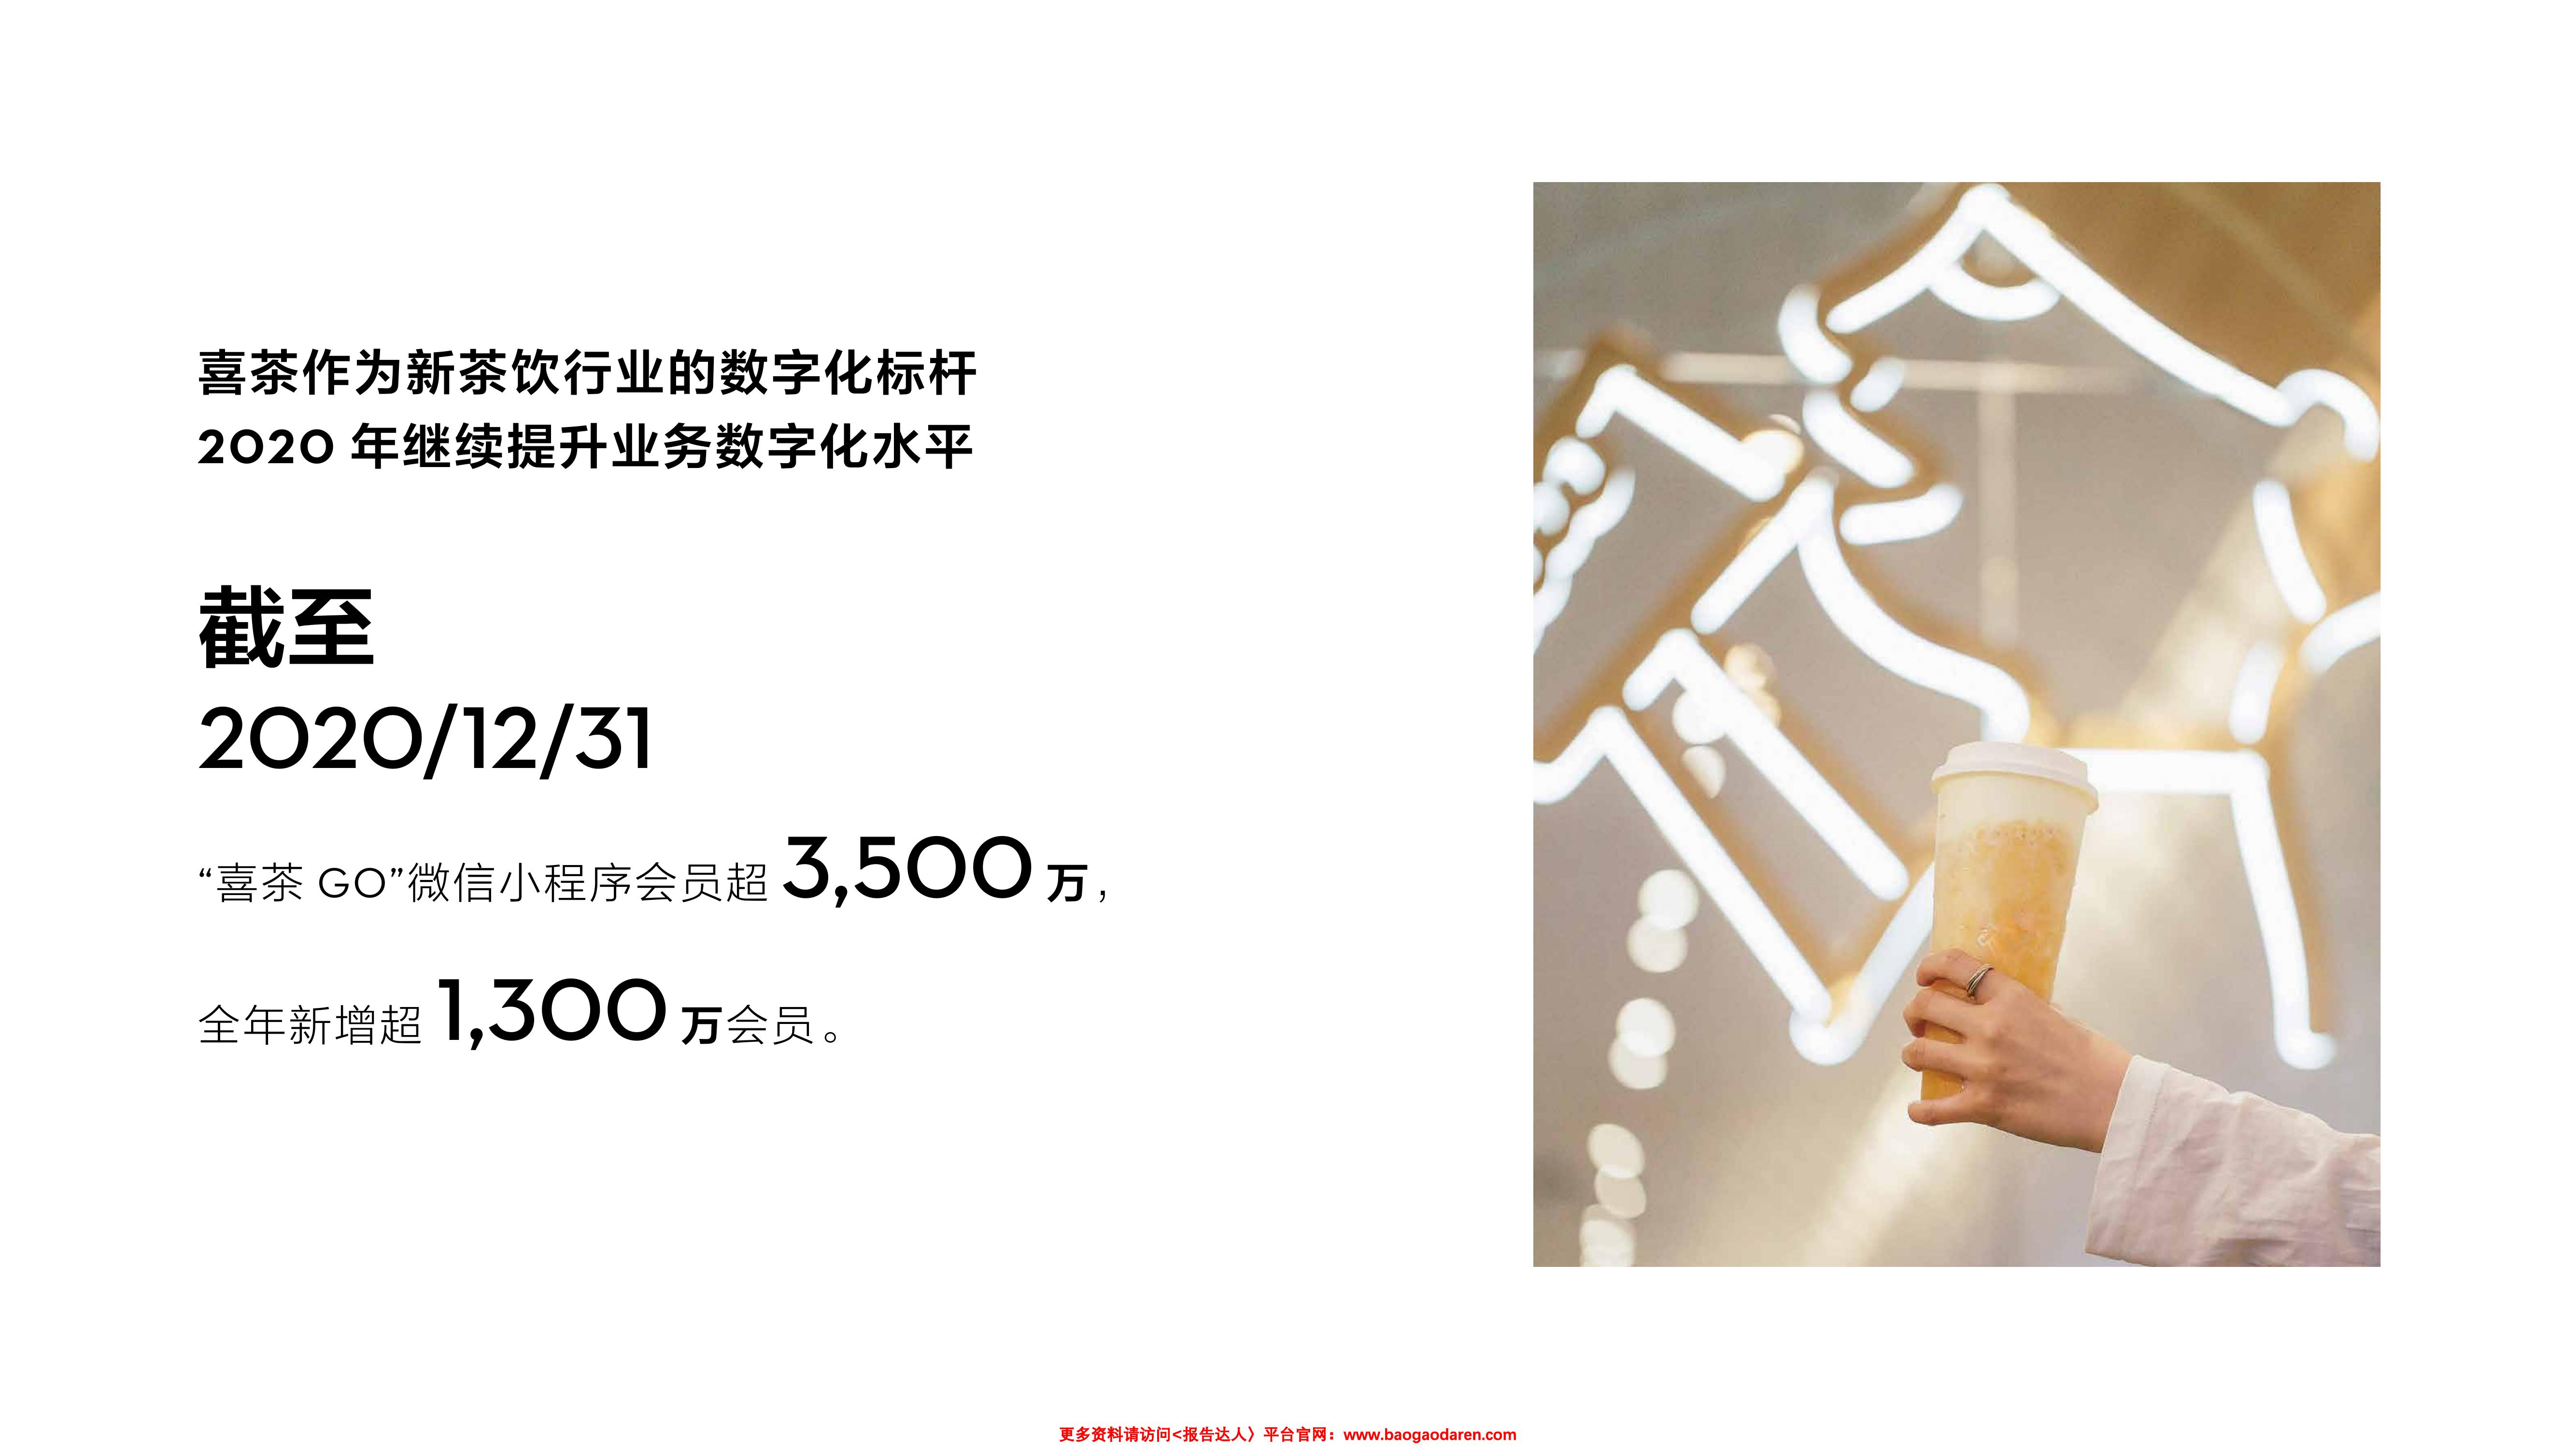 喜茶作为新茶饮行业的数字化标杆
2020 年继续提升业务数字化水平
截至
2020/12/31
“喜茶 GO”微信小程序会员超 3,500 万，
全年新增超 1,300 万会员。
更多资料请访问<报告达人〉平台官网：www.baogaodaren.com